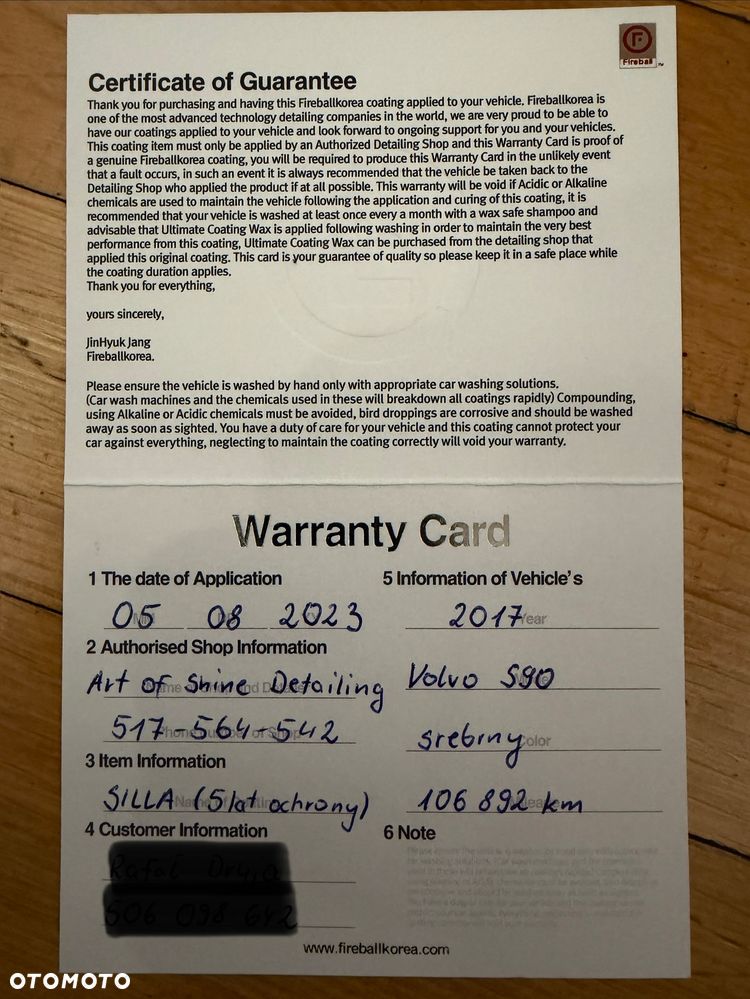 Fireball
Certificate of Guarantee
Thank you for purchasing and having this Fireballkorea coating applied to your vehicle. Fireballkorea is
one of the most advanced technology detailing companies in the world, we are very proud to be able to
have our coatings applied to your vehicle and look forward to ongoing support for you and your vehicles.
This coating item must only be applied by an Authorized Detailing Shop and this Warranty Card is proof of
a genuine Fireballkorea coating, you will be required to produce this Warranty Card in the unlikely event
that a fault occurs, in such an event it is always recommended that the vehicle be taken back to the
Detailing Shop who applied the product if at all possible. This warranty will be void if Acidic or Alkaline
chemicals are used to maintain the vehicle following the application and curing of this coating, it is
recommended that your vehicle is washed at least once every a month with a wax safe shampoo and
advisable that Ultimate Coating Wax is applied following washing in order to maintain the very best
performance from this coating, Ultimate Coating Wax can be purchased from the detailing shop that
applied this original coating. This card is your guarantee of quality so please keep it in a safe place while
the coating duration applies.
Thank you for everything,
yours sincerely,
JinHyuk Jang
Fireballkorea.
Please ensure the vehicle is washed by hand only with appropriate car washing solutions.
(Car wash machines and the chemicals used in these will breakdown all coatings rapidly) Compounding,
using Alkaline or Acidic chemicals must be avoided, bird droppings are corrosive and should be washed
away as soon as sighted. You have a duty of care for your vehicle and this coating cannot protect your
car against everything, neglecting to maintain the coating correctly will void your warranty.
Warranty Card
1 The date of Application
05 08 2023
2 Authorised Shop Information
Art of Shine Detailing
517-564-542
3 Item Information
SILLA (5 lat ochrony)
4 Customer Information
5 Information of Vehicle's
2017 Year
Volvo S90
srebrny Color
106 892 km
6 Note
www.fireballkorea.com
OTOMOTO